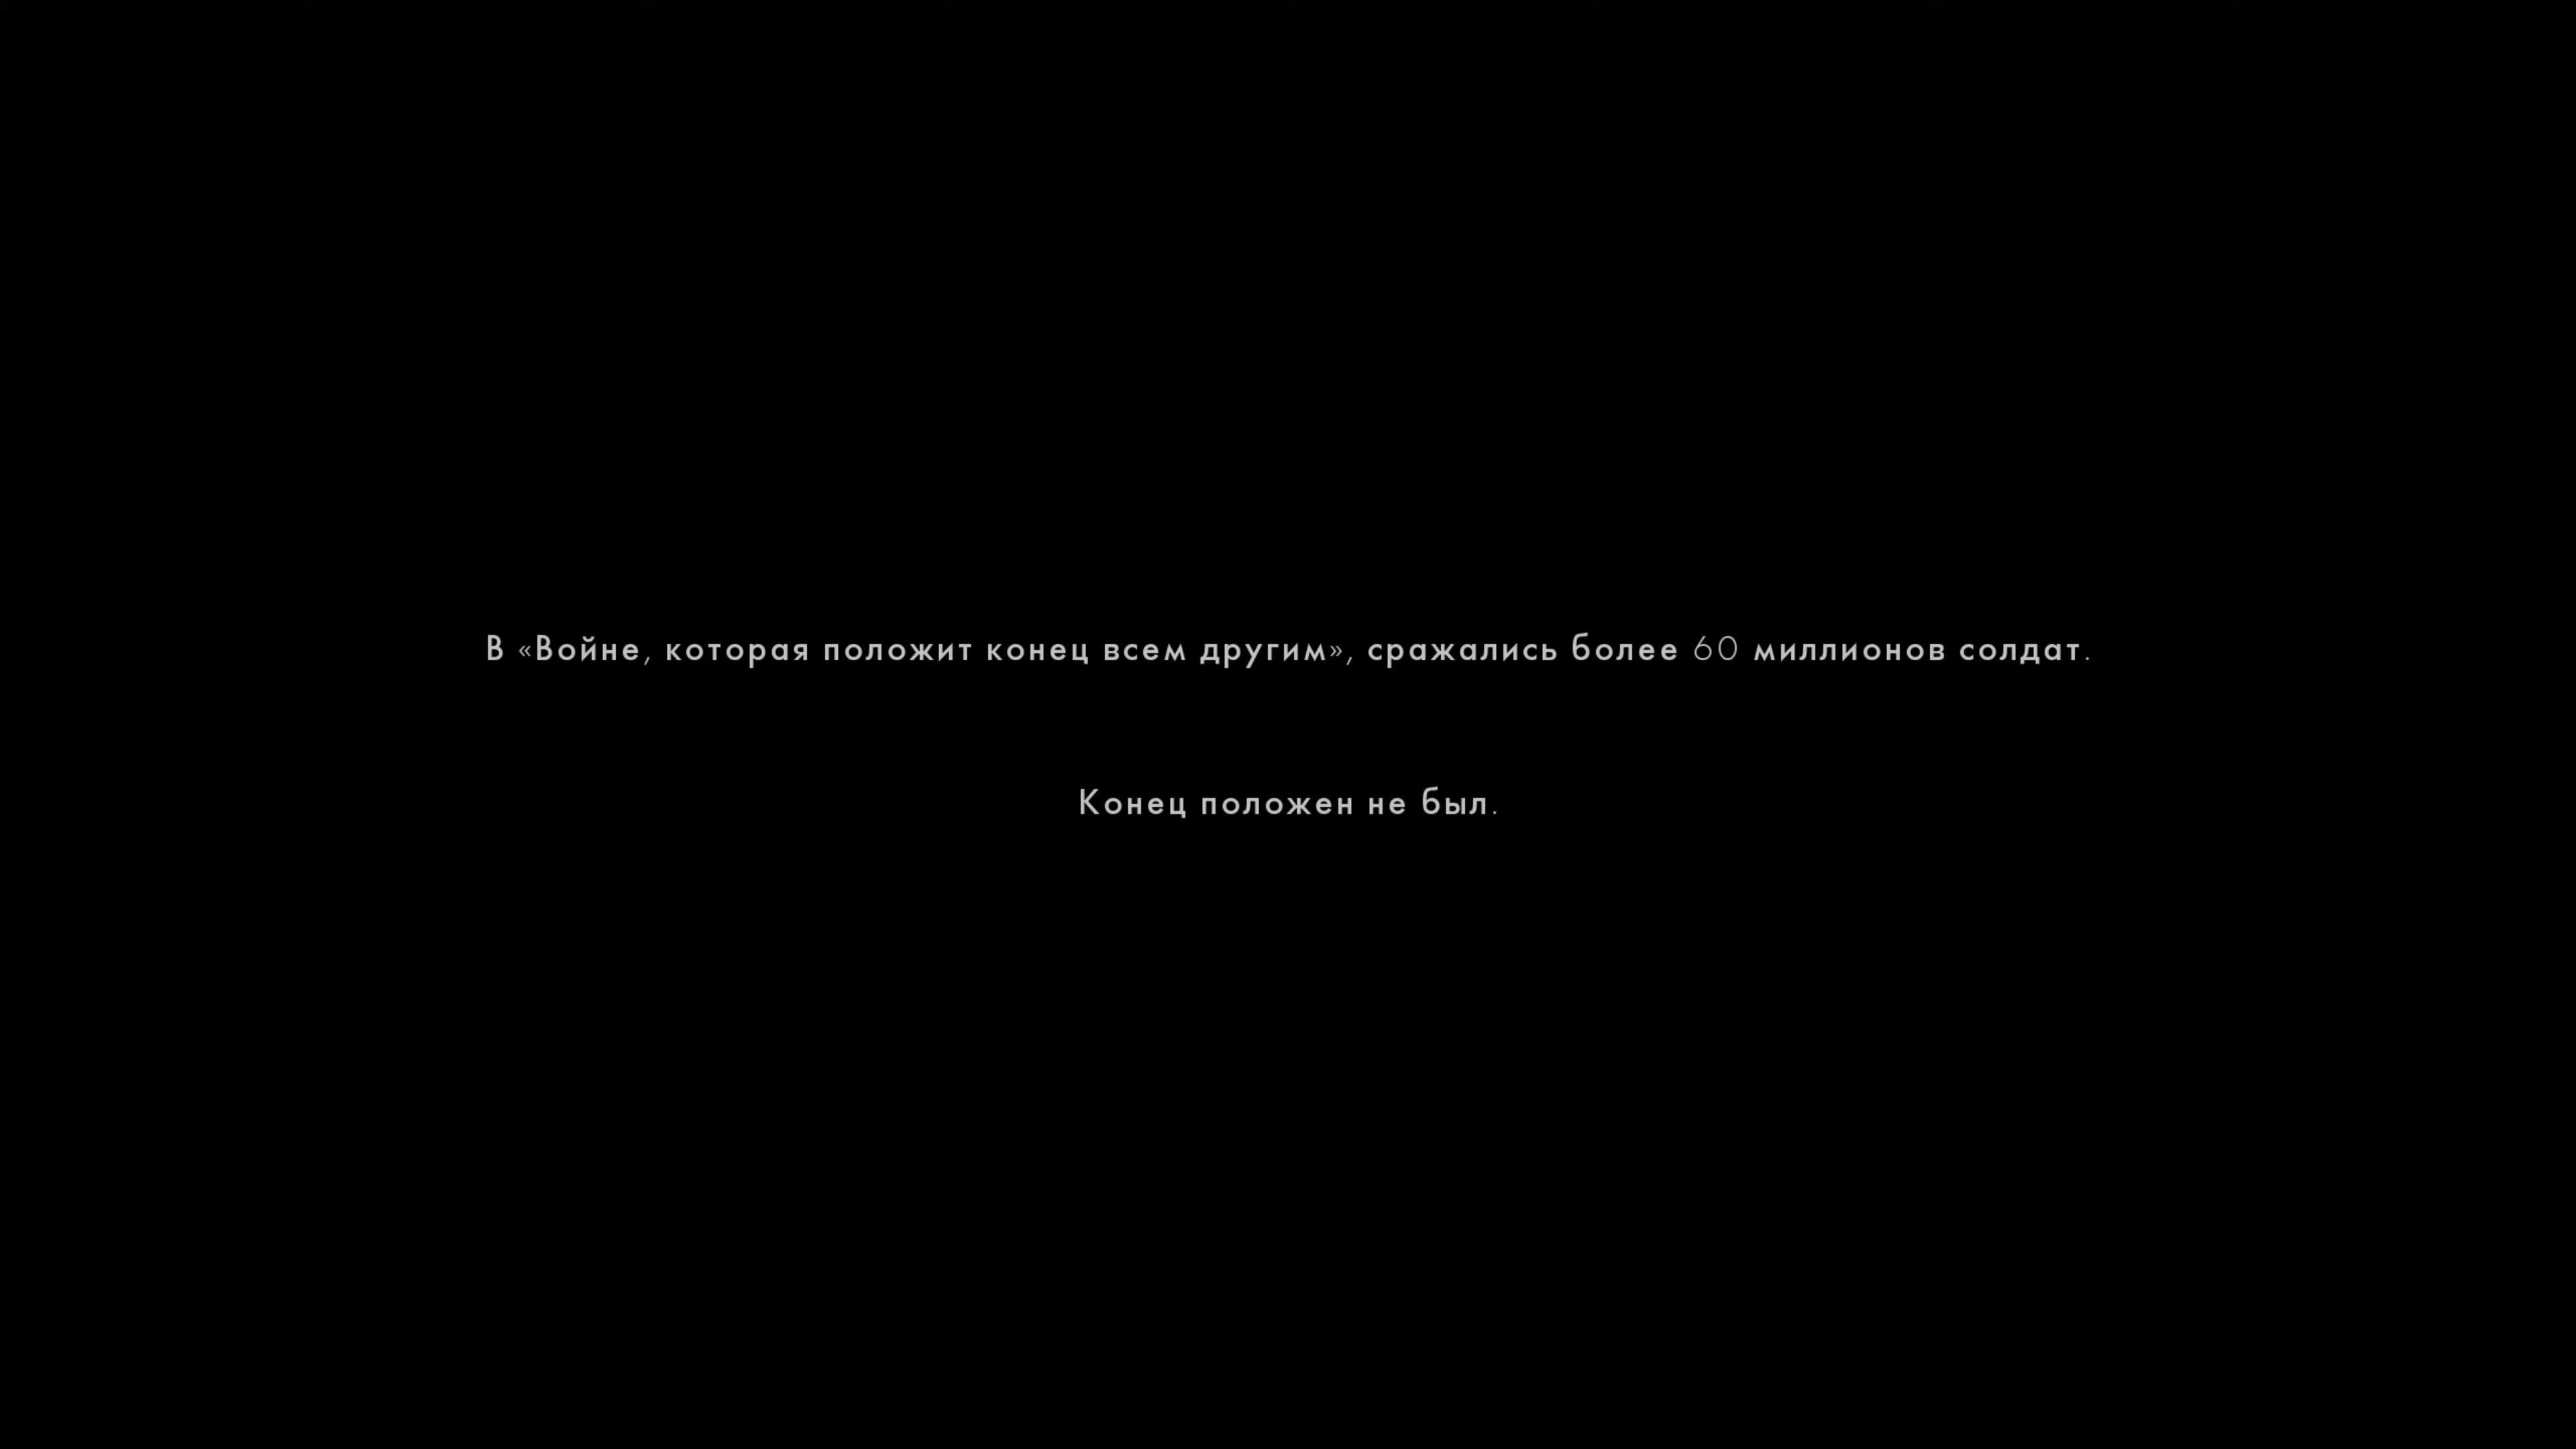 В «Войне, которая положит конец всем другим», сражались более 60 миллионов солдат.
Конец положен не был.